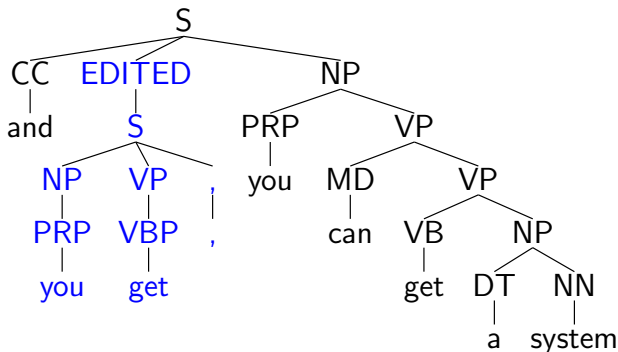 S
CC EDITED NP
and S PRP VP
NP VP , you MD VP
PRP VBP , can VB NP
you get get DT NN
a system